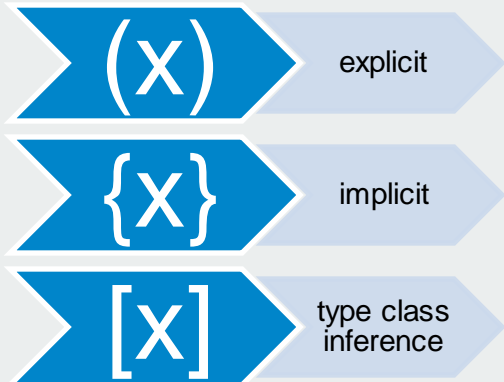 (x)
explicit
{x}
implicit
[x]
type class
inference